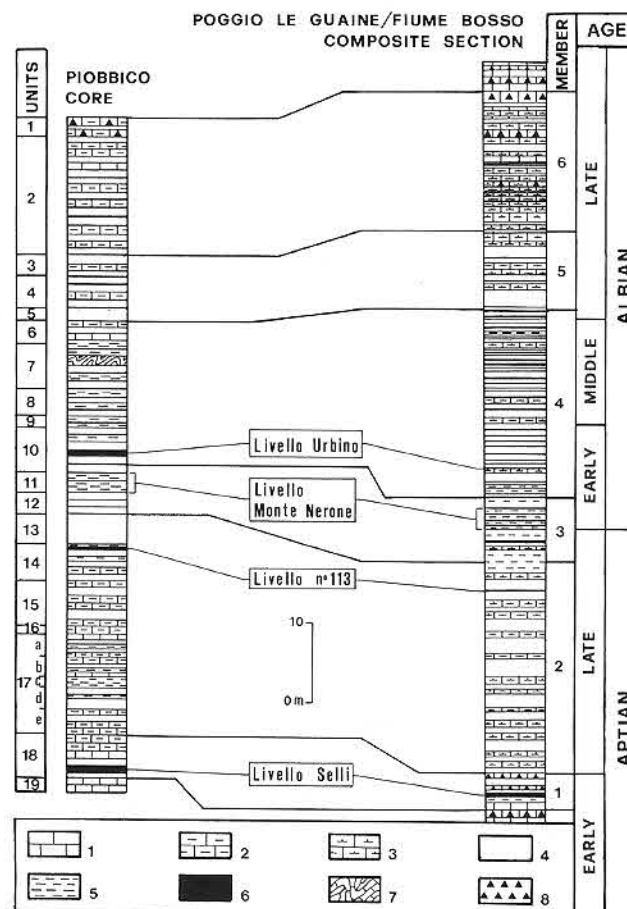 POGGIO LE GUAINE/FIUME BOSSO
COMPOSITE SECTION
PIOBBICO
CORE
UNITS
MEMBER
AGE
1
2
3
4
5
6
7
8
9
10
11
12
13
14
15
16
17
a
b
c
d
e
18
19
Livello Urbino
Livello
Monte Nerone
Livello n°113
Livello Selli
10
0m
6
5
4
3
2
1
LATE
MIDDLE
EARLY
LATE
EARLY
ALBIAN
APTIAN
1
2
3
4
5
6
7
8